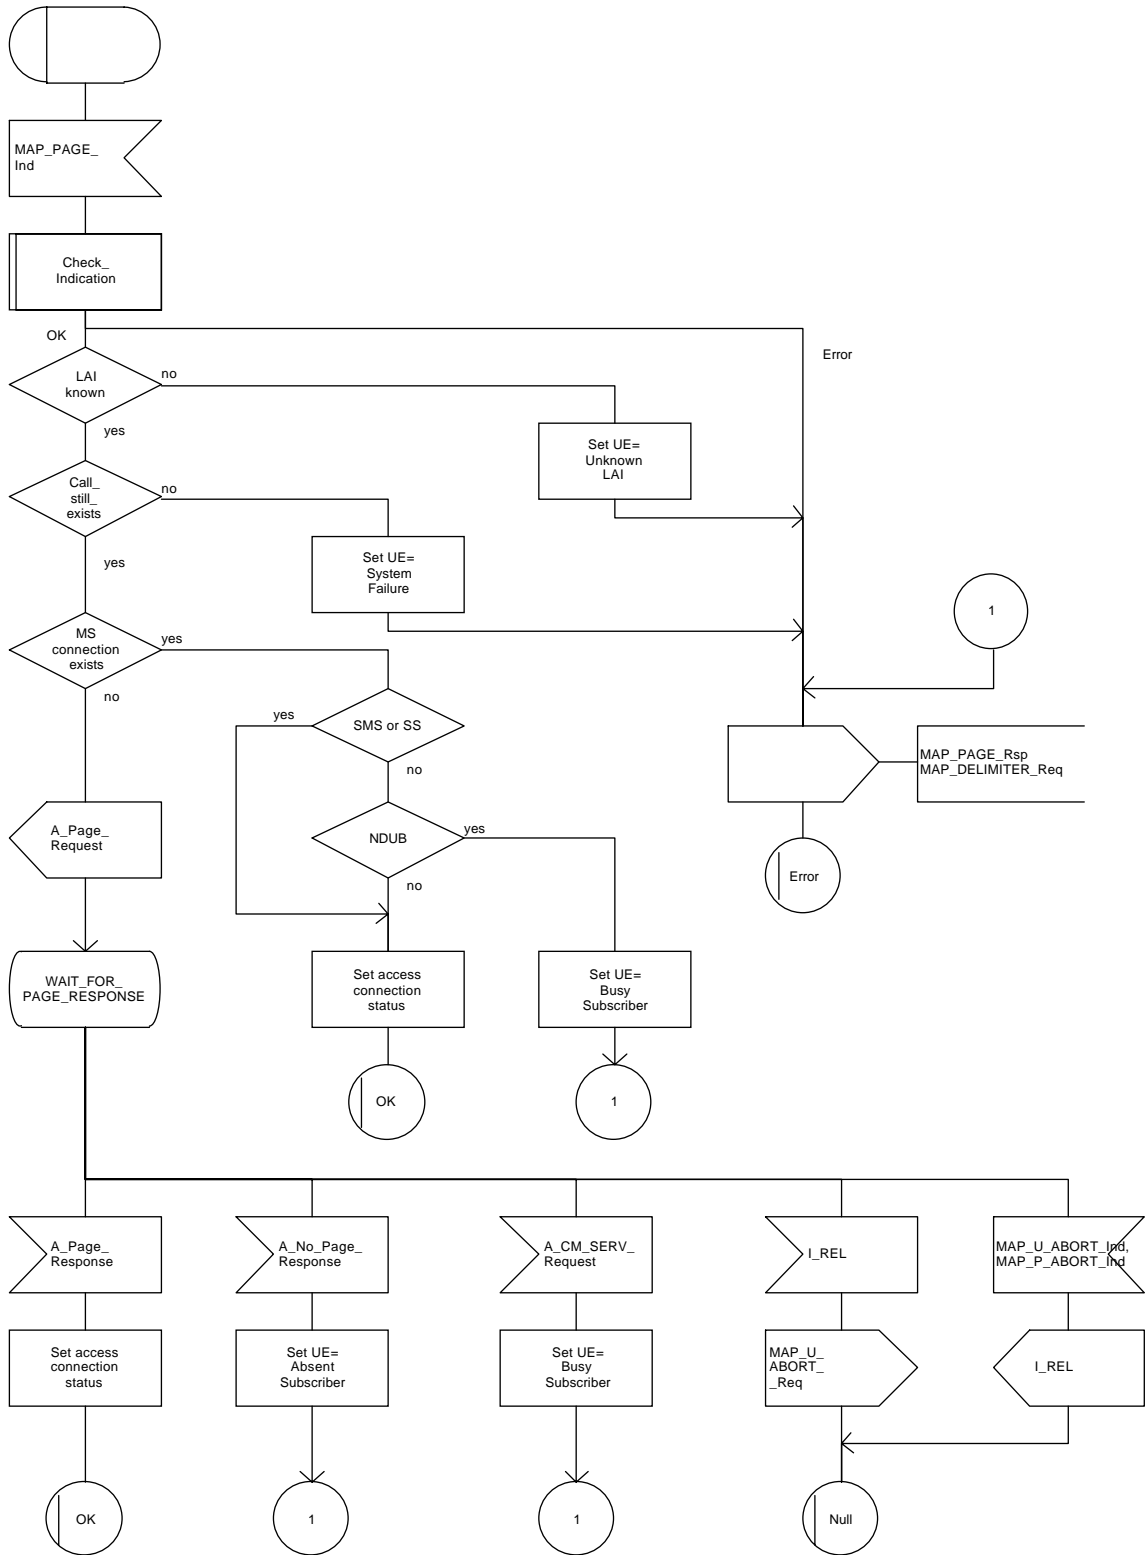 MAP_PAGE_
Ind
Check_
Indication
OK
Error
LAI
known
no
yes
Set UE=
Unknown
LAI
Call_
still_
exists
no
yes
Set UE=
System
Failure
1
MS
connection
exists
yes
no
yes
SMS or SS
no
MAP_PAGE_Rsp
MAP_DELIMITER_Req
A_Page_
Request
NDUB
yes
no
Error
WAIT_FOR_
PAGE_RESPONSE
Set access
connection
status
Set UE=
Busy
Subscriber
OK
1
A_Page_
Response
A_No_Page_
Response
A_CM_SERV_
Request
I_REL
MAP_U_ABORT_Ind,
MAP_P_ABORT_Ind
Set access
connection
status
Set UE=
Absent
Subscriber
Set UE=
Busy
Subscriber
MAP_U_
ABORT_
_Req
I_REL
OK
1
1
Null